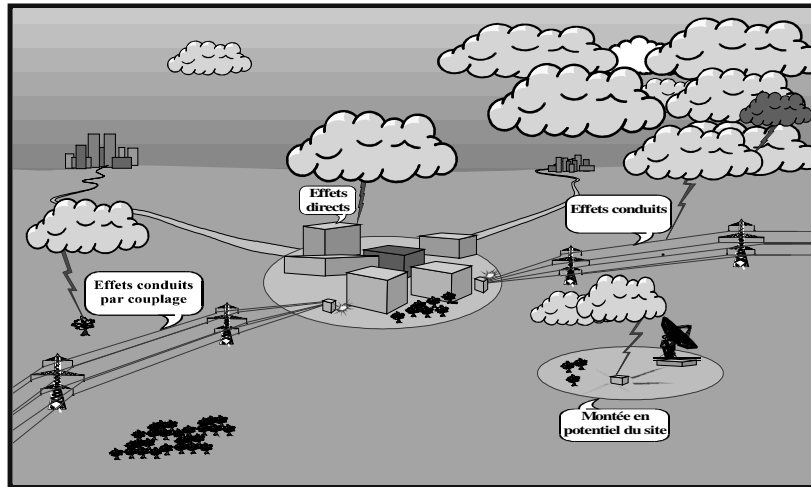 Effets
directs
Effets conduits
Effets conduits
par couplage
Montée en
potentiel du site